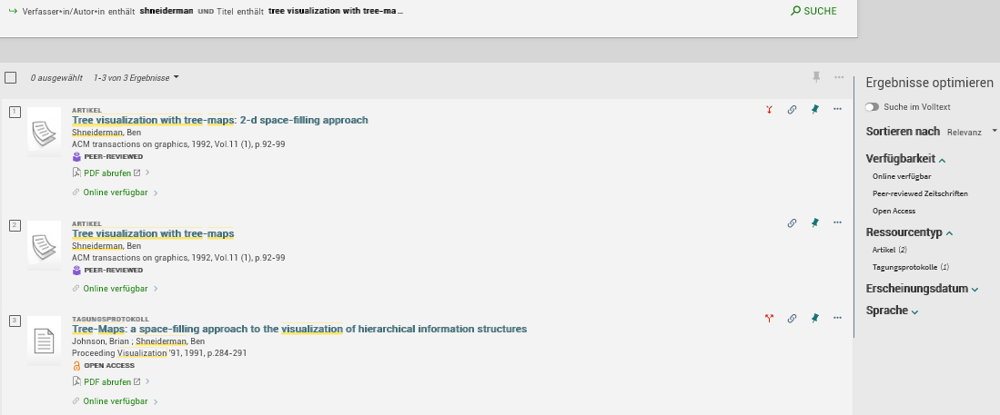 Verfasser*in/Autor*in enthält shneiderman UND Titel enthält tree visualization with tree-ma...
SUCHE
0 ausgewählt 1-3 von 3 Ergebnisse
Ergebnisse optimieren
Suche im Volltext
Sortieren nach Relevanz
Verfügbarkeit
Online verfügbar
Peer-reviewed Zeitschriften
Open Access
Ressourcentyp
Artikel (2)
Tagungsprotokolle (1)
Erscheinungsdatum
Sprache
1
ARTIKEL
Tree visualization with tree-maps: 2-d space-filling approach
Shneiderman, Ben
ACM transactions on graphics, 1992, Vol.11 (1), p.92-99
PEER-REVIEWED
PDF abrufen
Online verfügbar
2
ARTIKEL
Tree visualization with tree-maps
Shneiderman, Ben
ACM transactions on graphics, 1992, Vol.11 (1), p.92-99
PEER-REVIEWED
Online verfügbar
3
TAGUNGSPROTOKOLL
Tree-Maps: a space-filling approach to the visualization of hierarchical information structures
Johnson, Brian ; Shneiderman, Ben
Proceeding Visualization '91, 1991, p.284-291
OPEN ACCESS
PDF abrufen
Online verfügbar